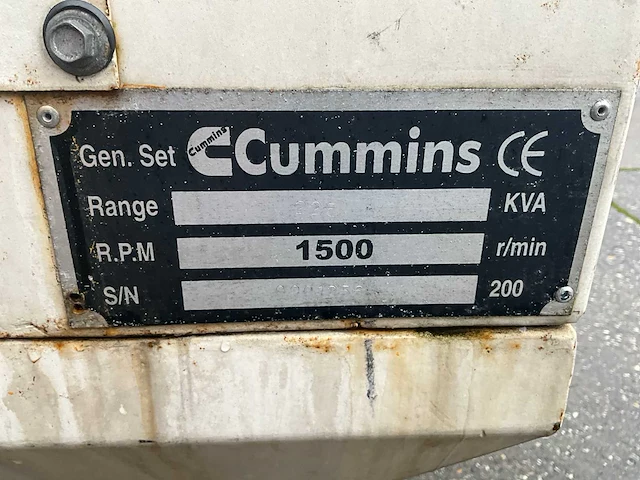 Gen. Set Cummins Cummins CE
Range KVA
R.P.M 1500 r/min
S/N 200